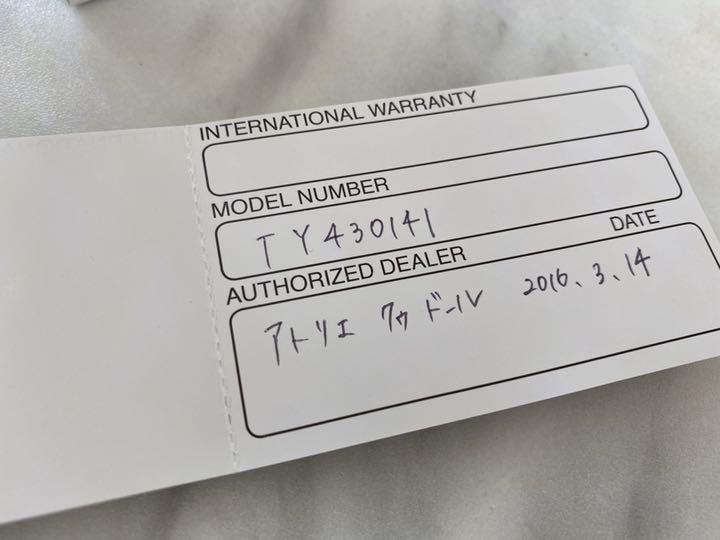 INTERNATIONAL WARRANTY
MODEL NUMBER
TY430141
AUTHORIZED DEALER DATE
アトリエ クゥドール 2016.3.14